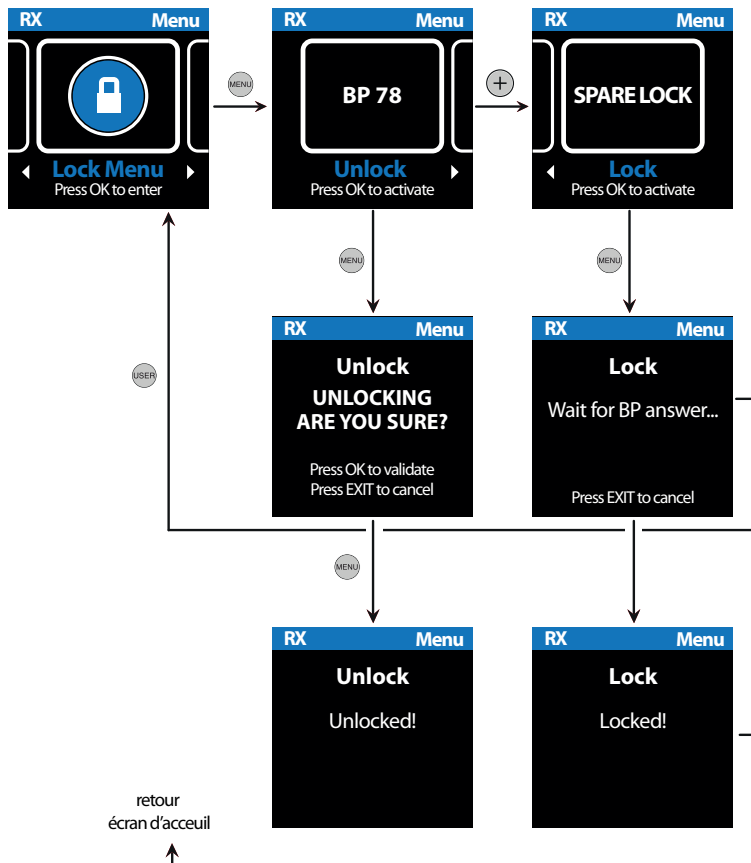 RX Menu
Lock Menu
Press OK to enter
MENU
RX Menu
BP 78
Unlock
Press OK to activate
+
RX Menu
SPARE LOCK
Lock
Press OK to activate
MENU
MENU
USER
RX Menu
Unlock
UNLOCKING
ARE YOU SURE?
Press OK to validate
Press EXIT to cancel
RX Menu
Lock
Wait for BP answer...
Press EXIT to cancel
MENU
RX Menu
Unlock
Unlocked!
RX Menu
Lock
Locked!
retour
écran d’acceuil